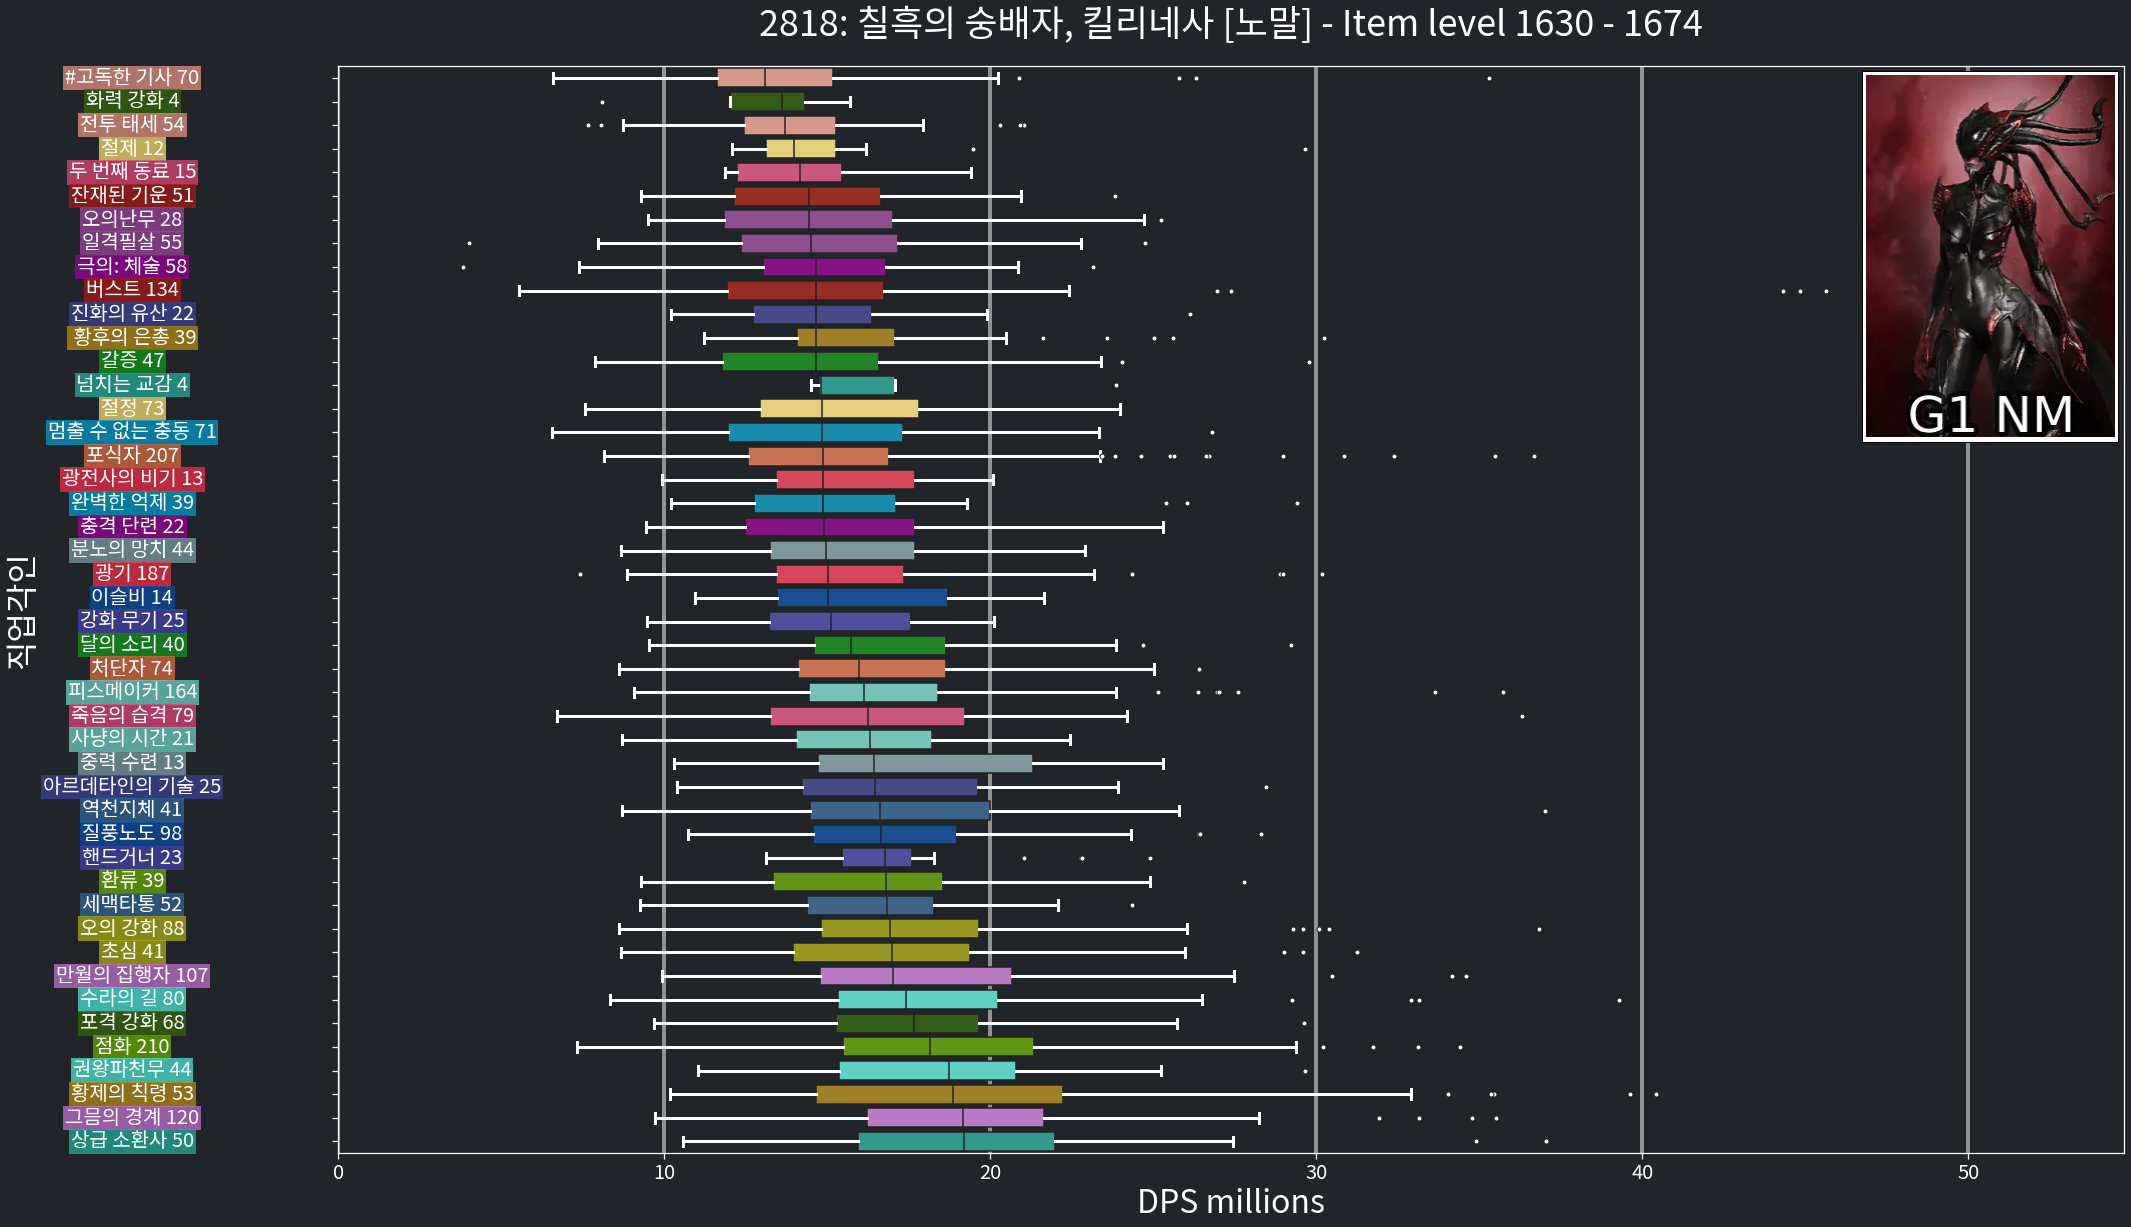 2818: 칠흑의 숭배자, 킬리네사 [노말] - Item level 1630 - 1674
#고독한 기사 70
화력 강화 4
전투 태세 54
절제 12
두 번째 동료 15
잔재된 기운 51
오의난무 28
일격필살 55
극의: 체술 58
버스트 134
진화의 유산 22
황후의 은총 39
갈증 47
넘치는 교감 4
절정 73
멈출 수 없는 충동 71
포식자 207
광전사의 비기 13
완벽한 억제 39
충격 단련 22
분노의 망치 44
광기 187
이슬비 14
강화 무기 25
달의 소리 40
처단자 74
피스메이커 164
죽음의 습격 79
사냥의 시간 21
중력 수련 13
아르데타인의 기술 25
역천지체 41
질풍노도 98
핸드거너 23
환류 39
세맥타통 52
오의 강화 88
초심 41
만월의 집행자 107
수라의 길 80
포격 강화 68
점화 210
권왕파천무 44
황제의 칙령 53
그믐의 경계 120
상급 소환사 50
직업각인
G1 NM
0 10 20 30 40 50
DPS millions